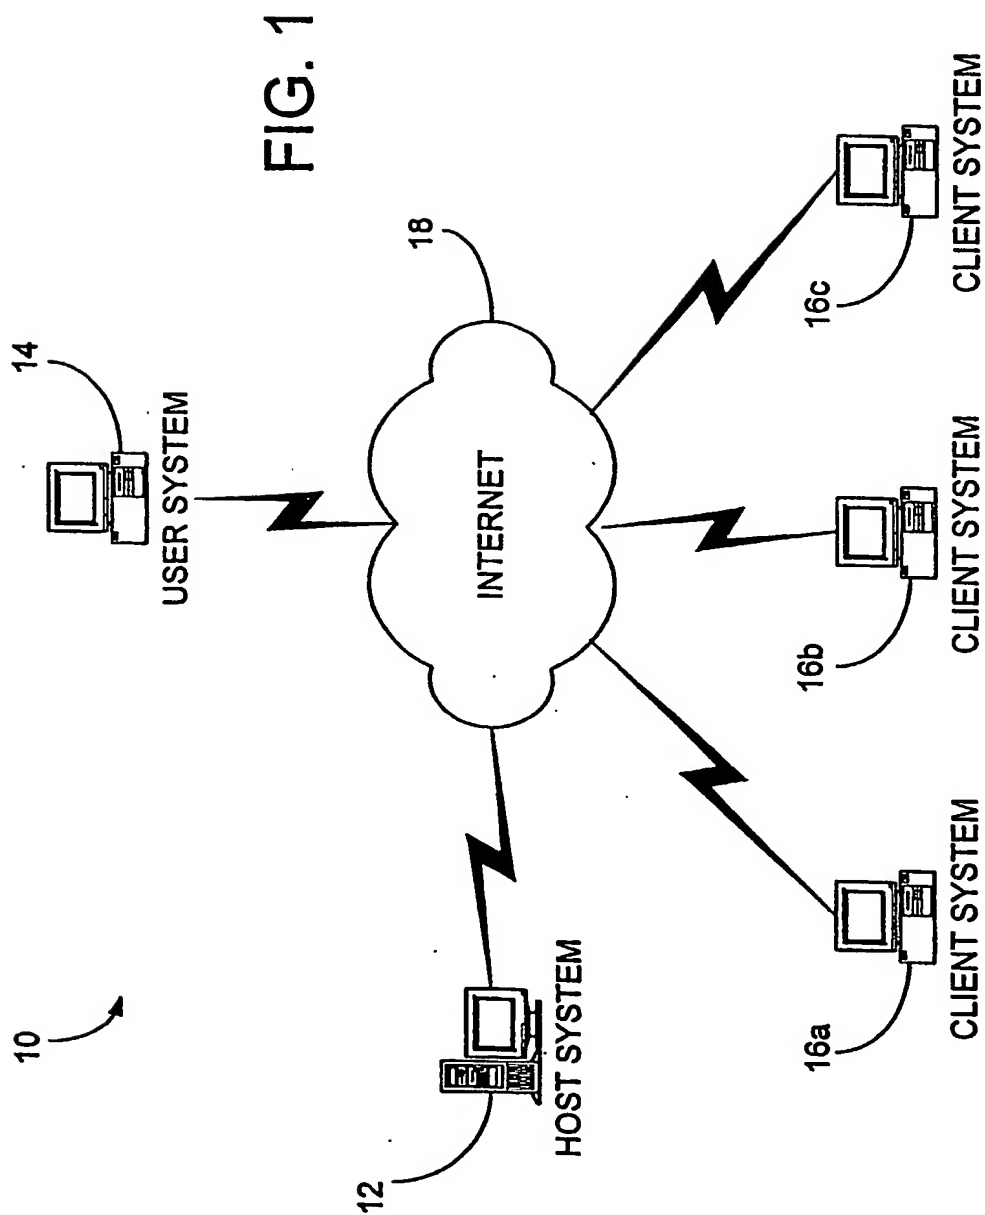 10
14
USER SYSTEM
FIG. 1
18
12
HOST SYSTEM
INTERNET
16a
CLIENT SYSTEM
16b
CLIENT SYSTEM
16c
CLIENT SYSTEM